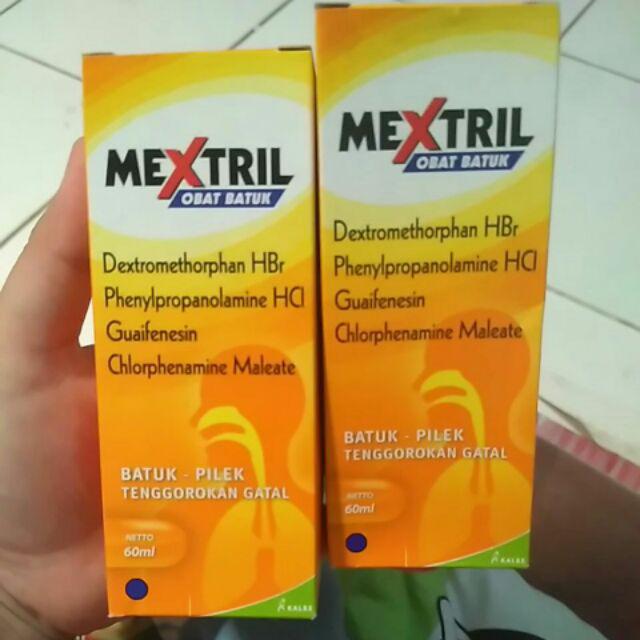 MEXTRIL
OBAT BATUK
Dextromethorphan HBr
Phenylpropanolamine HCl
Guaifenesin
Chlorphenamine Maleate
BATUK - PILEK
TENGGOROKAN GATAL
NETTO
60ml
KALBE
MEXTRIL
OBAT BATUK
Dextromethorphan HBr
Phenylpropanolamine HCl
Guaifenesin
Chlorphenamine Maleate
BATUK - PILEK
TENGGOROKAN GATAL
NETTO
60ml
KALBE